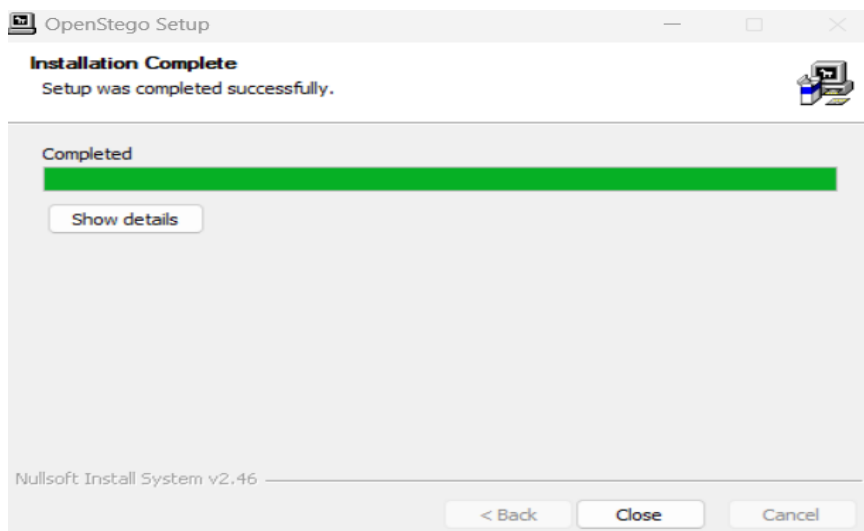 OpenStego Setup
Installation Complete
Setup was completed successfully.
Completed
Show details
Nullsoft Install System v2.46
< Back
Close
Cancel